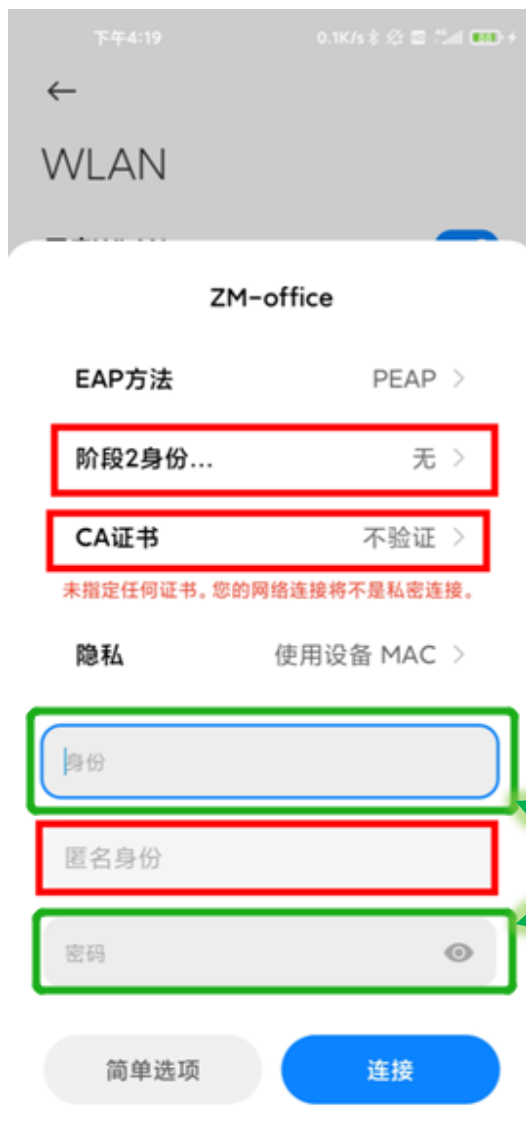 下午4:19 0.1K/s
WLAN
ZM-office
EAP方法 PEAP
阶段2身份... 无
CA证书 不验证
未指定任何证书。您的网络连接将不是私密连接。
隐私 使用设备 MAC
身份
匿名身份
密码
简单选项 连接